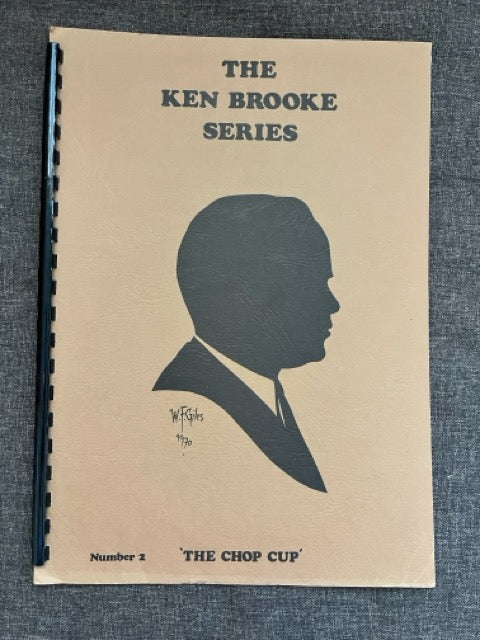 THE
KEN BROOKE
SERIES
W.F.Giles
1970
Number 2 'THE CHOP CUP'